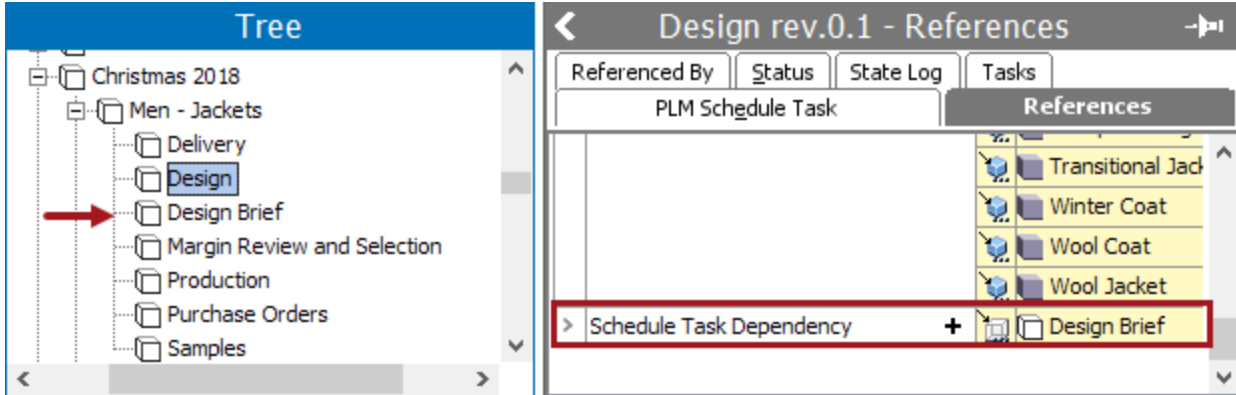 Tree
Christmas 2018
Men - Jackets
Delivery
Design
Design Brief
Margin Review and Selection
Production
Purchase Orders
Samples
Design rev.0.1 - References
Referenced By Status State Log Tasks
PLM Schedule Task References
Transitional Jack
Winter Coat
Wool Coat
Wool Jacket
Schedule Task Dependency + Design Brief